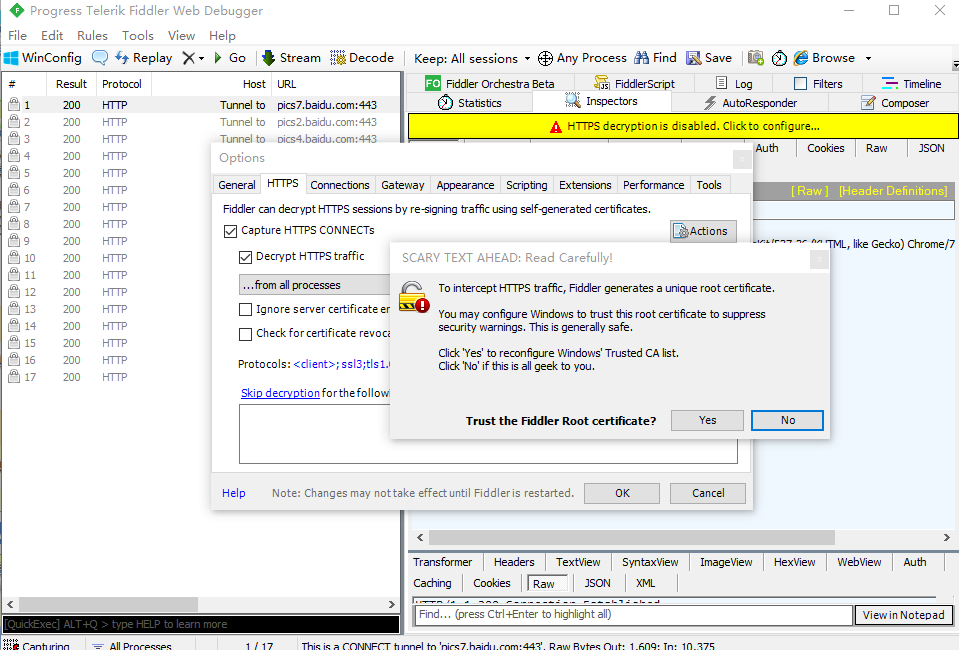 Progress Telerik Fiddler Web Debugger
File Edit Rules Tools View Help
WinConfig Replay Go Stream Decode Keep: All sessions Any Process Find Save Browse
# Result Protocol Host URL
1 200 HTTP Tunnel to pics7.baidu.com:443
2 200 HTTP Tunnel to pics2.baidu.com:443
3 200 HTTP Tunnel to pics4.baidu.com:443
4 200 HTTP
5 200 HTTP
6 200 HTTP
7 200 HTTP
8 200 HTTP
9 200 HTTP
10 200 HTTP
11 200 HTTP
12 200 HTTP
13 200 HTTP
14 200 HTTP
15 200 HTTP
16 200 HTTP
17 200 HTTP
FO Fiddler Orchestra Beta FiddlerScript Log Filters Timeline
Statistics Inspectors AutoResponder Composer
HTTPS decryption is disabled. Click to configure...
Auth Cookies Raw JSON
[ Raw ] [Header Definitions]
(KHTML, like Gecko) Chrome/7
Options
General HTTPS Connections Gateway Appearance Scripting Extensions Performance Tools
Fiddler can decrypt HTTPS sessions by re-signing traffic using self-generated certificates.
Capture HTTPS CONNECTs
Actions
Decrypt HTTPS traffic
...from all processes
Ignore server certificate er
Check for certificate revoca
Protocols: <client>;ssl3;tls1.
Skip decryption for the followi
Help Note: Changes may not take effect until Fiddler is restarted. OK Cancel
SCARY TEXT AHEAD: Read Carefully!
To intercept HTTPS traffic, Fiddler generates a unique root certificate.
You may configure Windows to trust this root certificate to suppress
security warnings. This is generally safe.
Click 'Yes' to reconfigure Windows' Trusted CA list.
Click 'No' if this is all geek to you.
Trust the Fiddler Root certificate? Yes No
Transformer Headers TextView SyntaxView ImageView HexView WebView Auth
Caching Cookies Raw JSON XML
HTTP/1.1 200 Connection Established
Find... (press Ctrl+Enter to highlight all) View in Notepad
[QuickExec] ALT+Q > type HELP to learn more
Capturing All Processes 1 / 17 This is a CONNECT tunnel to 'pics7.baidu.com:443'. Raw Bytes Out: 1,609; In: 10,375